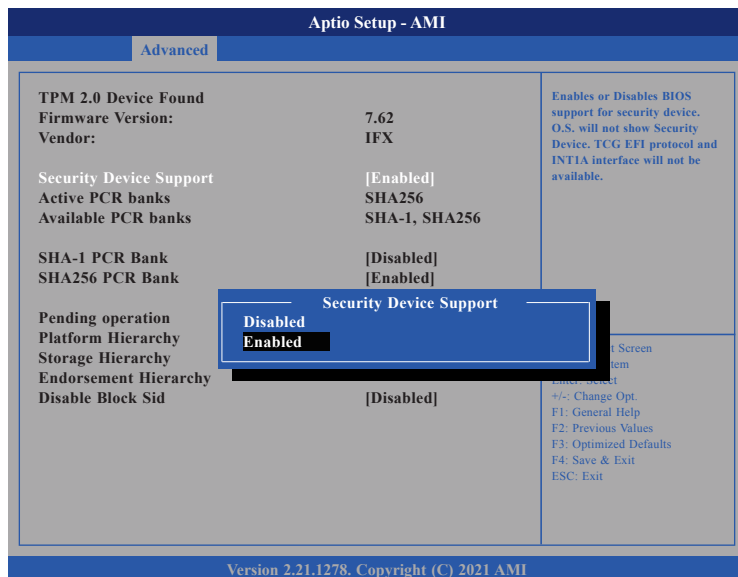 Aptio Setup - AMI
Advanced
TPM 2.0 Device Found
Firmware Version: 7.62
Vendor: IFX
Security Device Support [Enabled]
Active PCR banks SHA256
Available PCR banks SHA-1, SHA256
SHA-1 PCR Bank [Disabled]
SHA256 PCR Bank [Enabled]
Pending operation
Platform Hierarchy
Storage Hierarchy
Endorsement Hierarchy
Disable Block Sid [Disabled]
Security Device Support
Disabled
Enabled
Enables or Disables BIOS
support for security device.
O.S. will not show Security
Device. TCG EFI protocol and
INT1A interface will not be
available.
Screen
Enter: Select
+/-: Change Opt.
F1: General Help
F2: Previous Values
F3: Optimized Defaults
F4: Save & Exit
ESC: Exit
Version 2.21.1278. Copyright (C) 2021 AMI